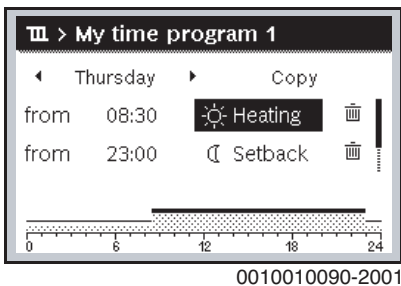 > My time program 1
Thursday Copy
from 08:30 Heating
from 23:00 Setback
0 6 12 18 24
0010010090-2001